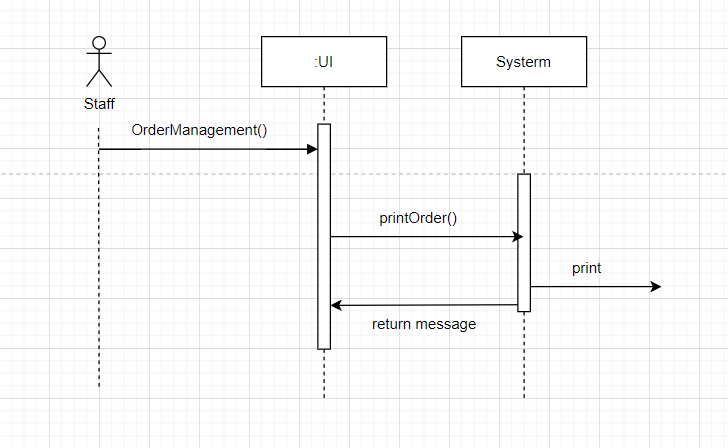 :UI
Systerm
Staff
OrderManagement()
printOrder()
print
return message